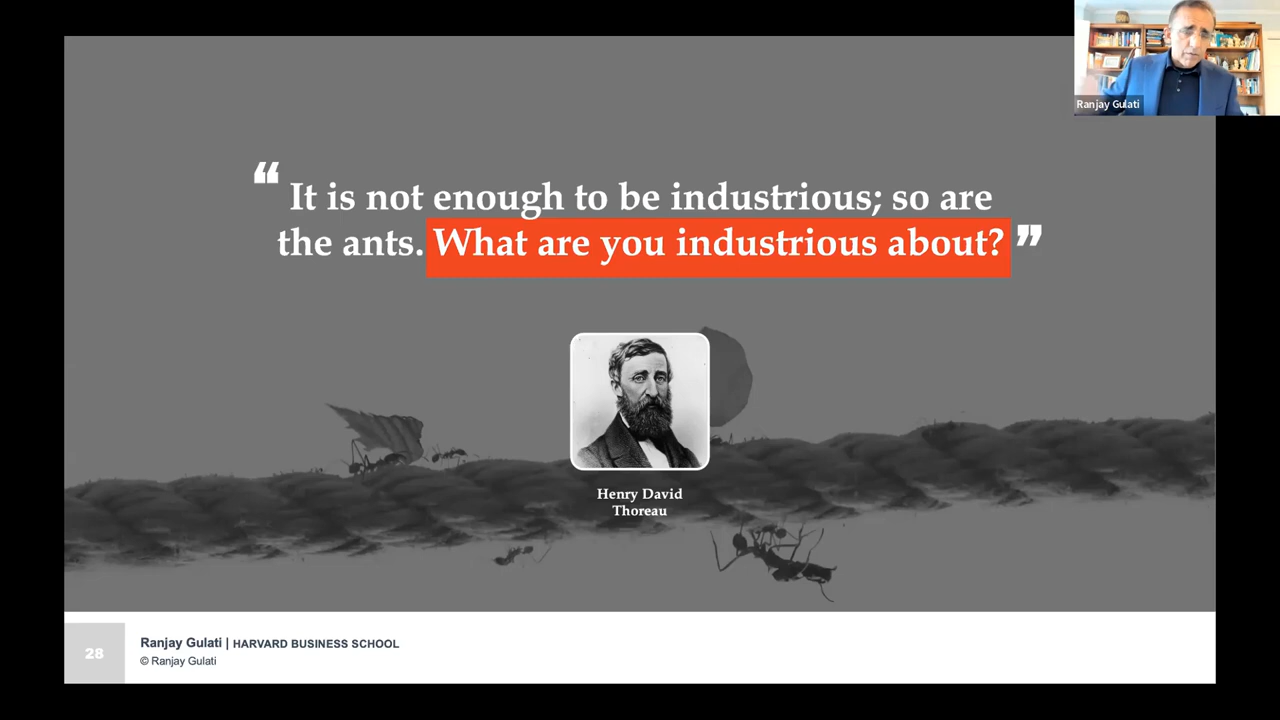 Ranjay Gulati
“ It is not enough to be industrious; so are
the ants. What are you industrious about? ”
Henry David
Thoreau
28
Ranjay Gulati | HARVARD BUSINESS SCHOOL
© Ranjay Gulati